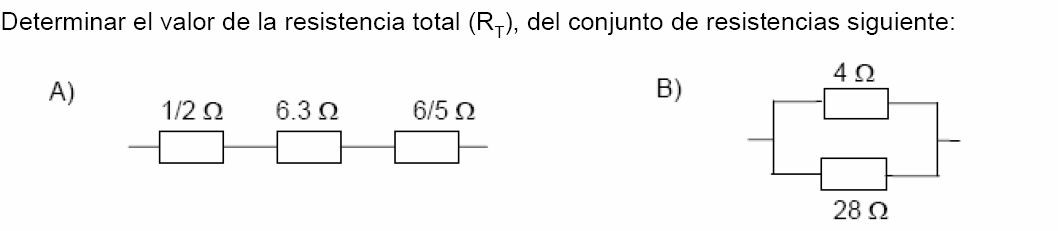 Determinar el valor de la resistencia total (R_T), del conjunto de resistencias siguiente:
A)
1/2 Ω 6.3 Ω 6/5 Ω
B)
4 Ω
28 Ω